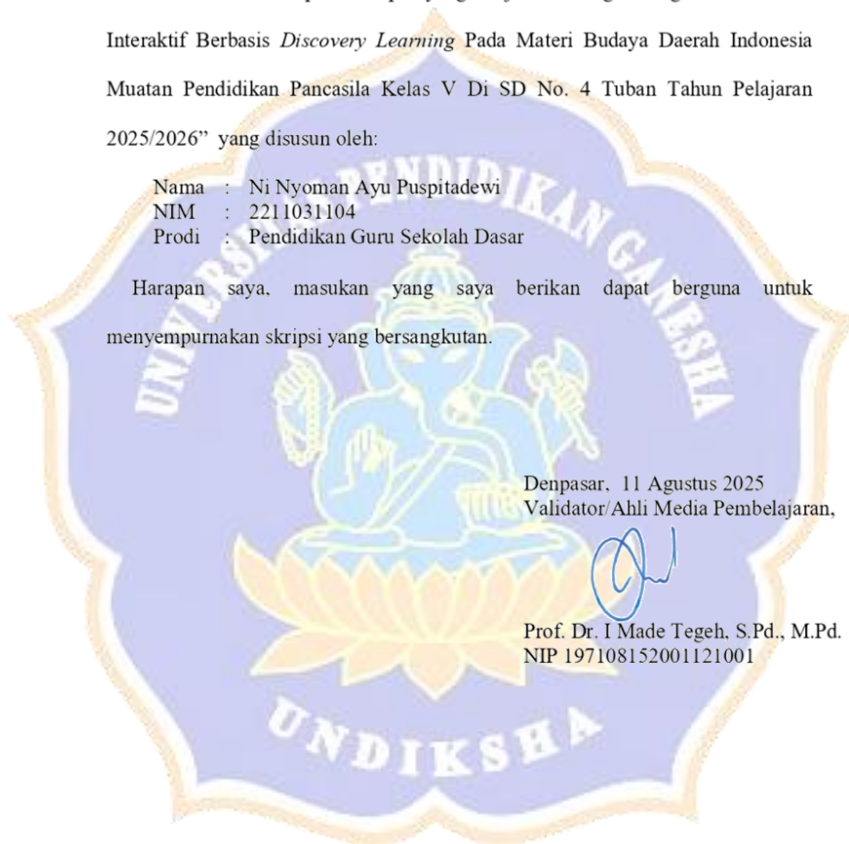 Interaktif Berbasis Discovery Learning Pada Materi Budaya Daerah Indonesia
Muatan Pendidikan Pancasila Kelas V Di SD No. 4 Tuban Tahun Pelajaran
2025/2026” yang disusun oleh:
Nama : Ni Nyoman Ayu Puspitadewi
NIM : 2211031104
Prodi : Pendidikan Guru Sekolah Dasar
Harapan saya, masukan yang saya berikan dapat berguna untuk
menyempurnakan skripsi yang bersangkutan.
Denpasar, 11 Agustus 2025
Validator/Ahli Media Pembelajaran,
Prof. Dr. I Made Tegeh, S.Pd., M.Pd.
NIP 197108152001121001
UNIVERSITAS PENDIDIKAN GANESHA
UNDIKSHA